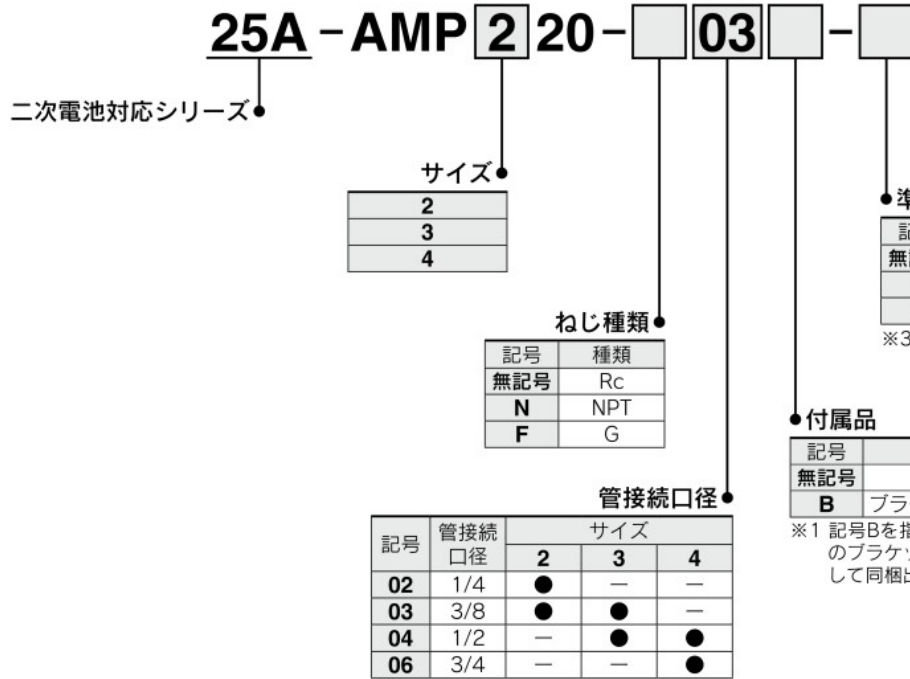 25A-AMP 2 20- 03 -
二次電池対応シリーズ
サイズ
2
3
4
ねじ種類
記号 種類
無記号 Rc
N NPT
F G
管接続口径
記号 管接続口径 サイズ
2 3 4
02 1/4 ● — —
03 3/8 ● ● —
04 1/2 — ● ●
06 3/4 — — ●
準
記
無
※3
付属品
記号
無記号
B ブラ
※1 記号Bを指
のブラケッ
して同梱出